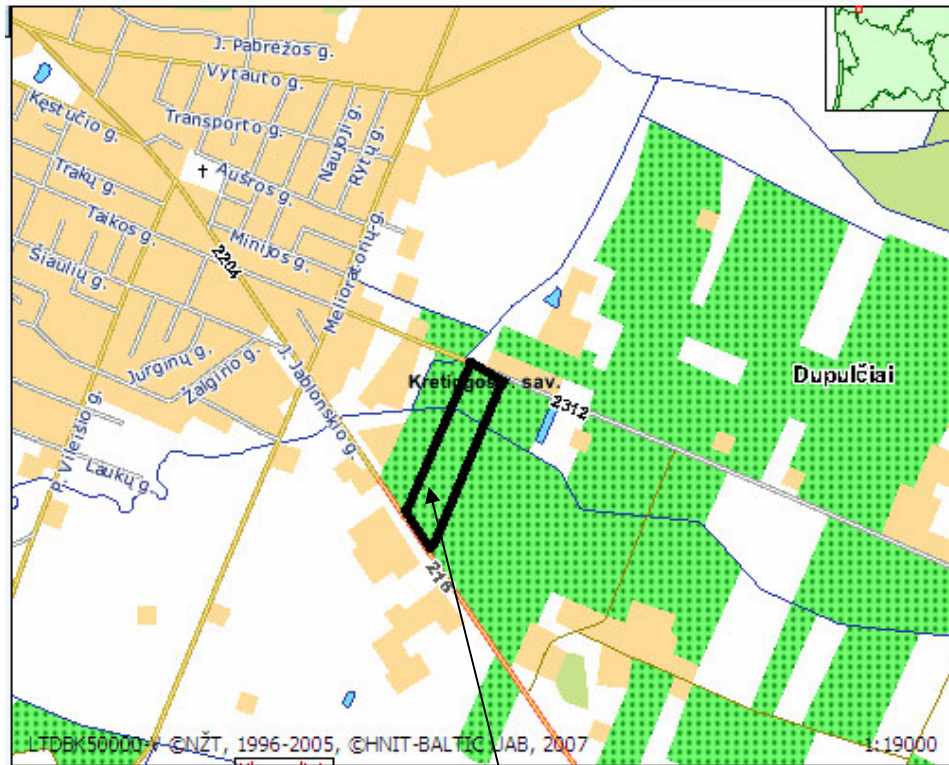 J. Pabrėžos g.
Vytauto g.
Kęstučio g.
Transporto g.
Naujoji g.
Rytų g.
Trakų g.
Aušros g.
Taikos g.
Minijos g.
Šiaulių g.
2204
Melioratorių g.
Jurginų g.
Žalgirio g.
J. Jablonskio g.
Kretingos r. sav.
Dupulčiai
2312
P. Vileišio g.
Laukų g.
216
LTDBK50000-V ©NŽT, 1996-2005, ©HNIT-BALTIC UAB, 2007
1:19000